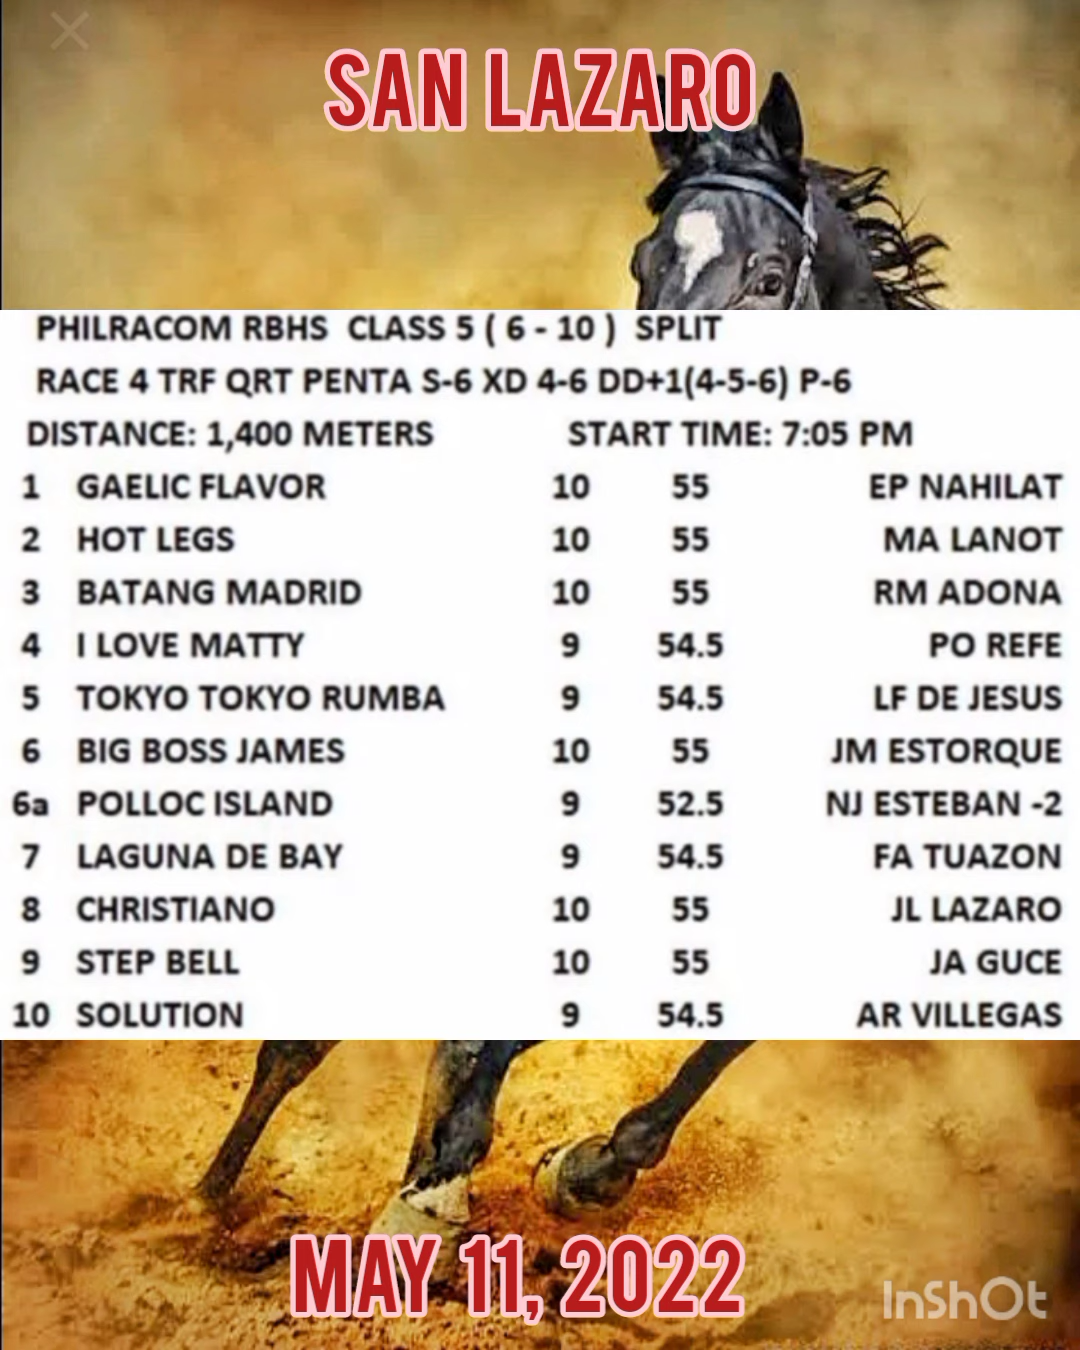 SAN LAZARO
PHILRACOM RBHS CLASS 5 ( 6 - 10 ) SPLIT
RACE 4 TRF QRT PENTA S-6 XD 4-6 DD+1(4-5-6) P-6
DISTANCE: 1,400 METERS START TIME: 7:05 PM
1 GAELIC FLAVOR 10 55 EP NAHILAT
2 HOT LEGS 10 55 MA LANOT
3 BATANG MADRID 10 55 RM ADONA
4 I LOVE MATTY 9 54.5 PO REFE
5 TOKYO TOKYO RUMBA 9 54.5 LF DE JESUS
6 BIG BOSS JAMES 10 55 JM ESTORQUE
6a POLLOC ISLAND 9 52.5 NJ ESTEBAN -2
7 LAGUNA DE BAY 9 54.5 FA TUAZON
8 CHRISTIANO 10 55 JL LAZARO
9 STEP BELL 10 55 JA GUCE
10 SOLUTION 9 54.5 AR VILLEGAS
MAY 11, 2022
InShOt